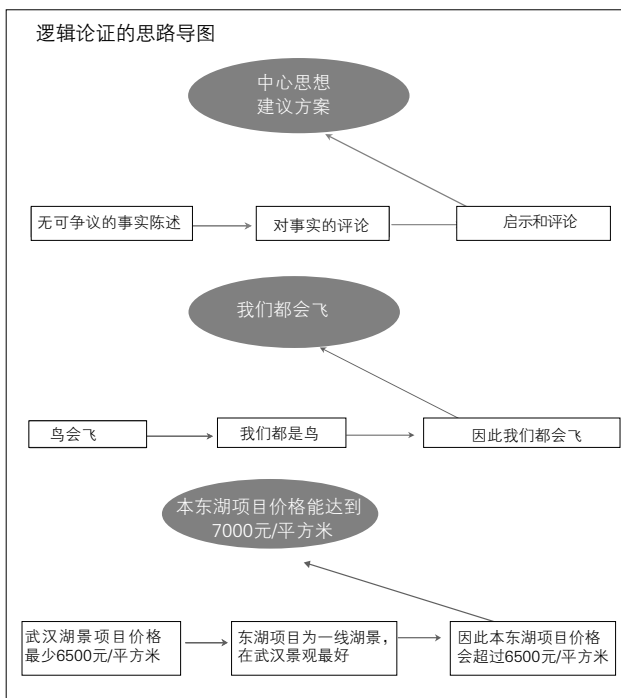 逻辑论证的思路导图
中心思想
建议方案
无可争议的事实陈述
对事实的评论
启示和评论
我们都会飞
鸟会飞
我们都是鸟
因此我们都会飞
本东湖项目价格能达到
7000元/平方米
武汉湖景项目价格
最少6500元/平方米
东湖项目为一线湖景，
在武汉景观最好
因此本东湖项目价格
会超过6500元/平方米